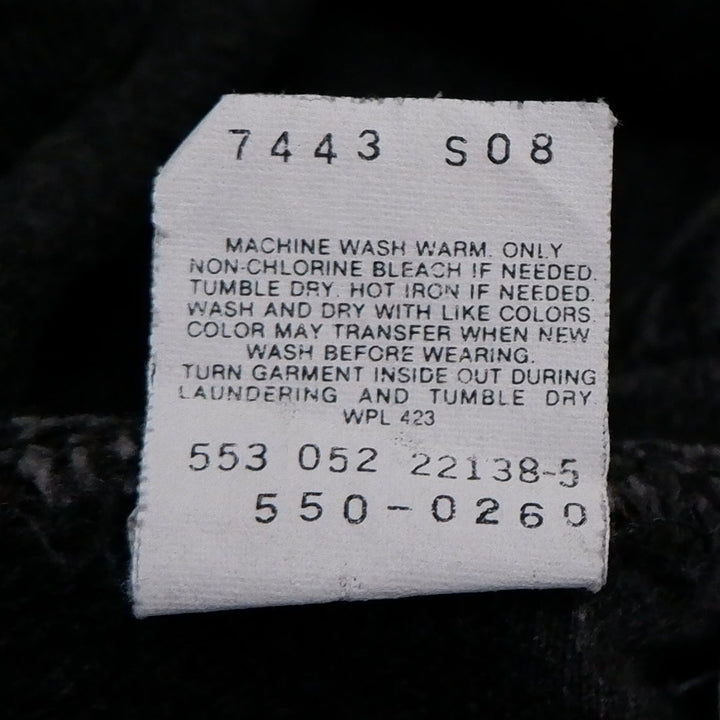 7443 S08
MACHINE WASH WARM. ONLY
NON-CHLORINE BLEACH IF NEEDED.
TUMBLE DRY. HOT IRON IF NEEDED.
WASH AND DRY WITH LIKE COLORS.
COLOR MAY TRANSFER WHEN NEW
WASH BEFORE WEARING.
TURN GARMENT INSIDE OUT DURING
LAUNDERING AND TUMBLE DRY.
WPL 423
553 052 22138-5
550-0260